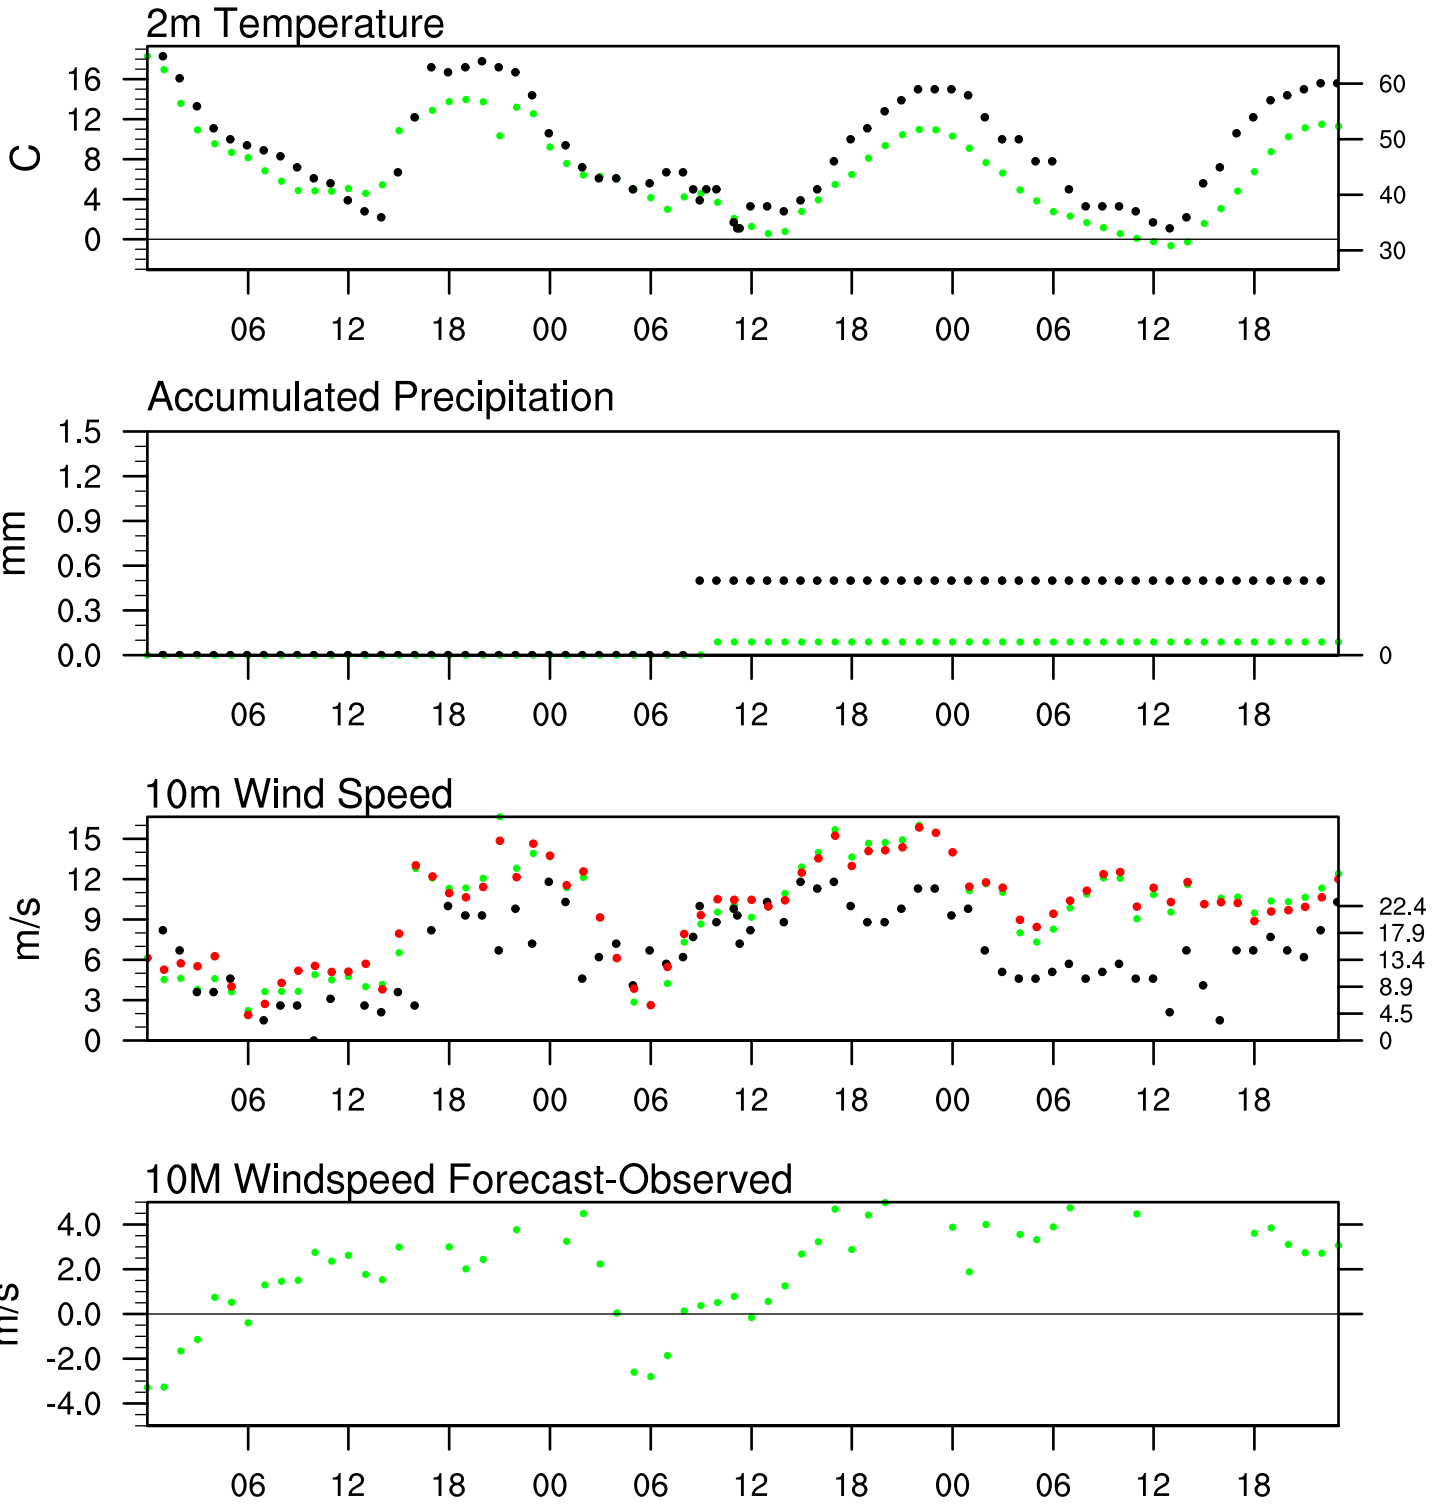 2m Temperature
16
12
8
4
0
C
60
50
40
30
06 12 18 00 06 12 18 00 06 12 18
Accumulated Precipitation
1.5
1.2
0.9
0.6
0.3
0.0
mm
0
06 12 18 00 06 12 18 00 06 12 18
10m Wind Speed
15
12
9
6
3
0
m/s
22.4
17.9
13.4
8.9
4.5
0
06 12 18 00 06 12 18 00 06 12 18
10M Windspeed Forecast-Observed
4.0
2.0
0.0
-2.0
-4.0
m/s
06 12 18 00 06 12 18 00 06 12 18